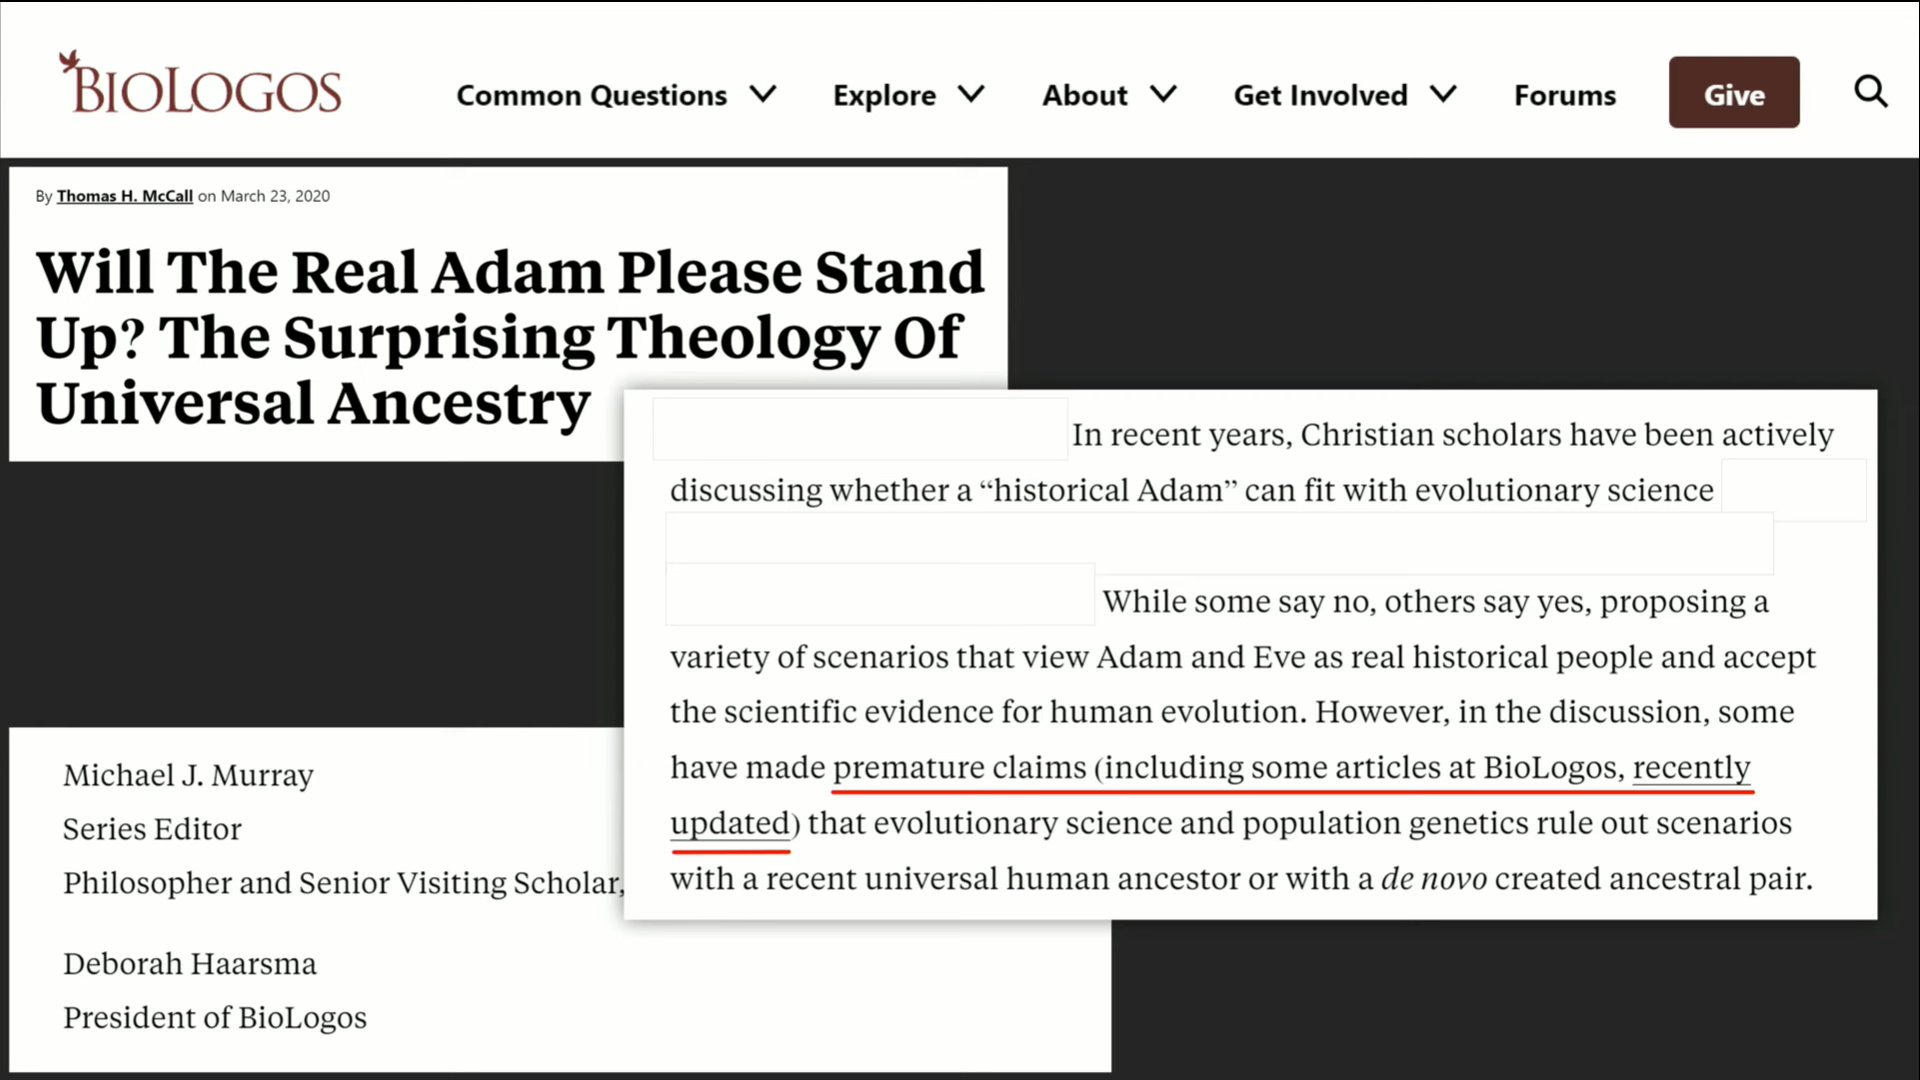 BIOLOGOS
Common Questions
Explore
About
Get Involved
Forums
Give
By Thomas H. McCall on March 23, 2020
Will The Real Adam Please Stand
Up? The Surprising Theology Of
Universal Ancestry
In recent years, Christian scholars have been actively
discussing whether a “historical Adam” can fit with evolutionary science
While some say no, others say yes, proposing a
variety of scenarios that view Adam and Eve as real historical people and accept
the scientific evidence for human evolution. However, in the discussion, some
have made premature claims (including some articles at BioLogos, recently
updated) that evolutionary science and population genetics rule out scenarios
with a recent universal human ancestor or with a de novo created ancestral pair.
Michael J. Murray
Series Editor
Philosopher and Senior Visiting Scholar,
Deborah Haarsma
President of BioLogos